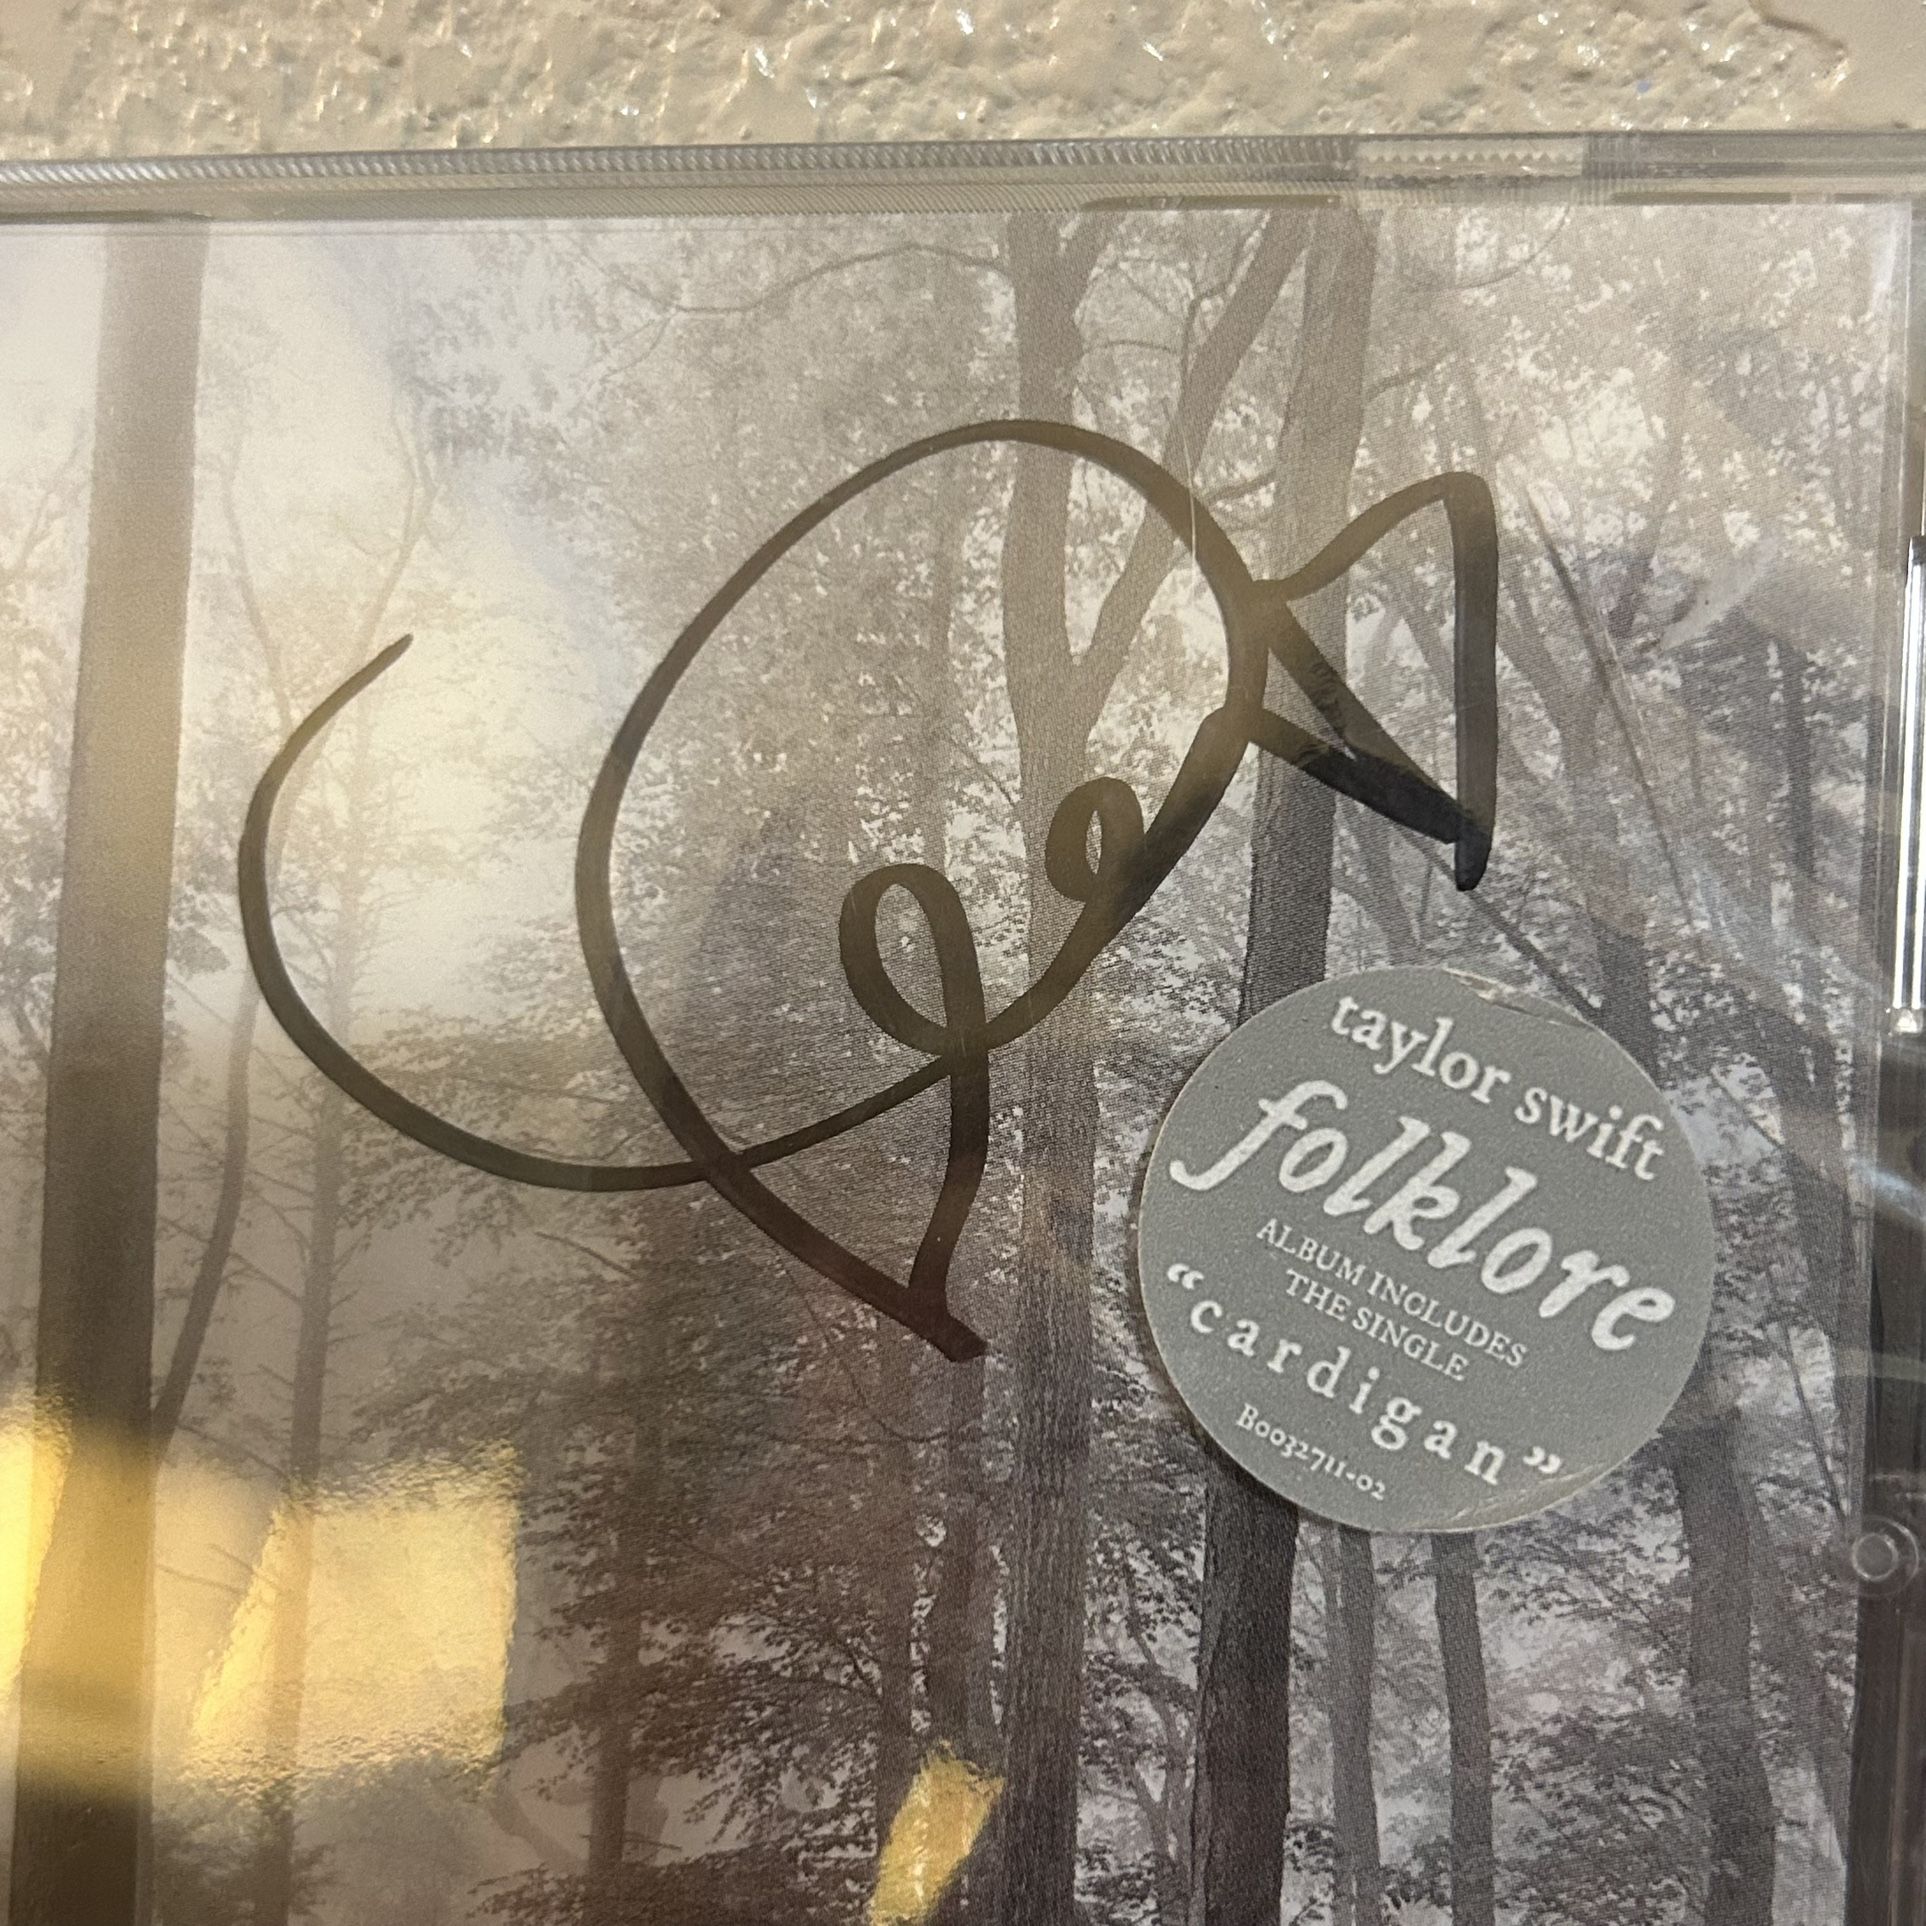 taylor swift
folklore
ALBUM INCLUDES
THE SINGLE
“cardigan”
B0032711-02